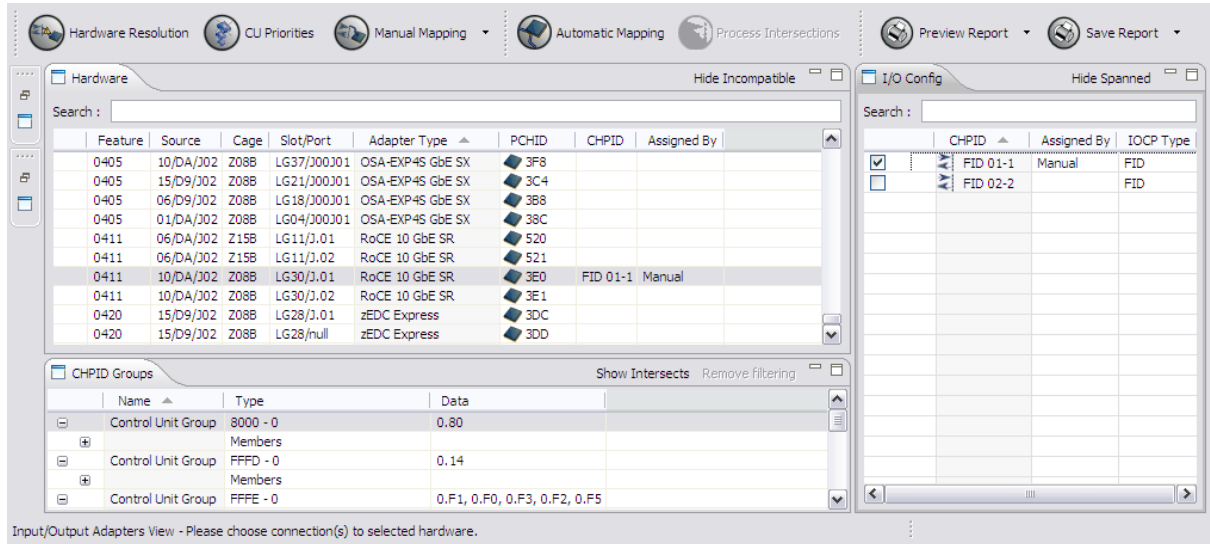 Hardware Resolution CU Priorities Manual Mapping Automatic Mapping Process Intersections Preview Report Save Report
Hardware Hide Incompatible
Search :
Feature Source Cage Slot/Port Adapter Type PCHID CHPID Assigned By
0405 10/DA/J02 Z08B LG37/J00J01 OSA-EXP4S GbE SX 3F8
0405 15/D9/J02 Z08B LG21/J00J01 OSA-EXP4S GbE SX 3C4
0405 06/D9/J02 Z08B LG18/J00J01 OSA-EXP4S GbE SX 3B8
0405 01/DA/J02 Z08B LG04/J00J01 OSA-EXP4S GbE SX 38C
0411 06/DA/J02 Z15B LG11/J.01 RoCE 10 GbE SR 520
0411 06/DA/J02 Z15B LG11/J.02 RoCE 10 GbE SR 521
0411 10/DA/J02 Z08B LG30/J.01 RoCE 10 GbE SR 3E0 FID 01-1 Manual
0411 10/DA/J02 Z08B LG30/J.02 RoCE 10 GbE SR 3E1
0420 15/D9/J02 Z08B LG28/J.01 zEDC Express 3DC
0420 15/D9/J02 Z08B LG28/null zEDC Express 3DD
CHPID Groups Show Intersects Remove filtering
Name Type Data
Control Unit Group 8000 - 0 0.80
Members
Control Unit Group FFFD - 0 0.14
Members
Control Unit Group FFFE - 0 0.F1, 0.F0, 0.F3, 0.F2, 0.F5
I/O Config Hide Spanned
Search :
CHPID Assigned By IOCP Type
FID 01-1 Manual FID
FID 02-2 FID
Input/Output Adapters View - Please choose connection(s) to selected hardware.